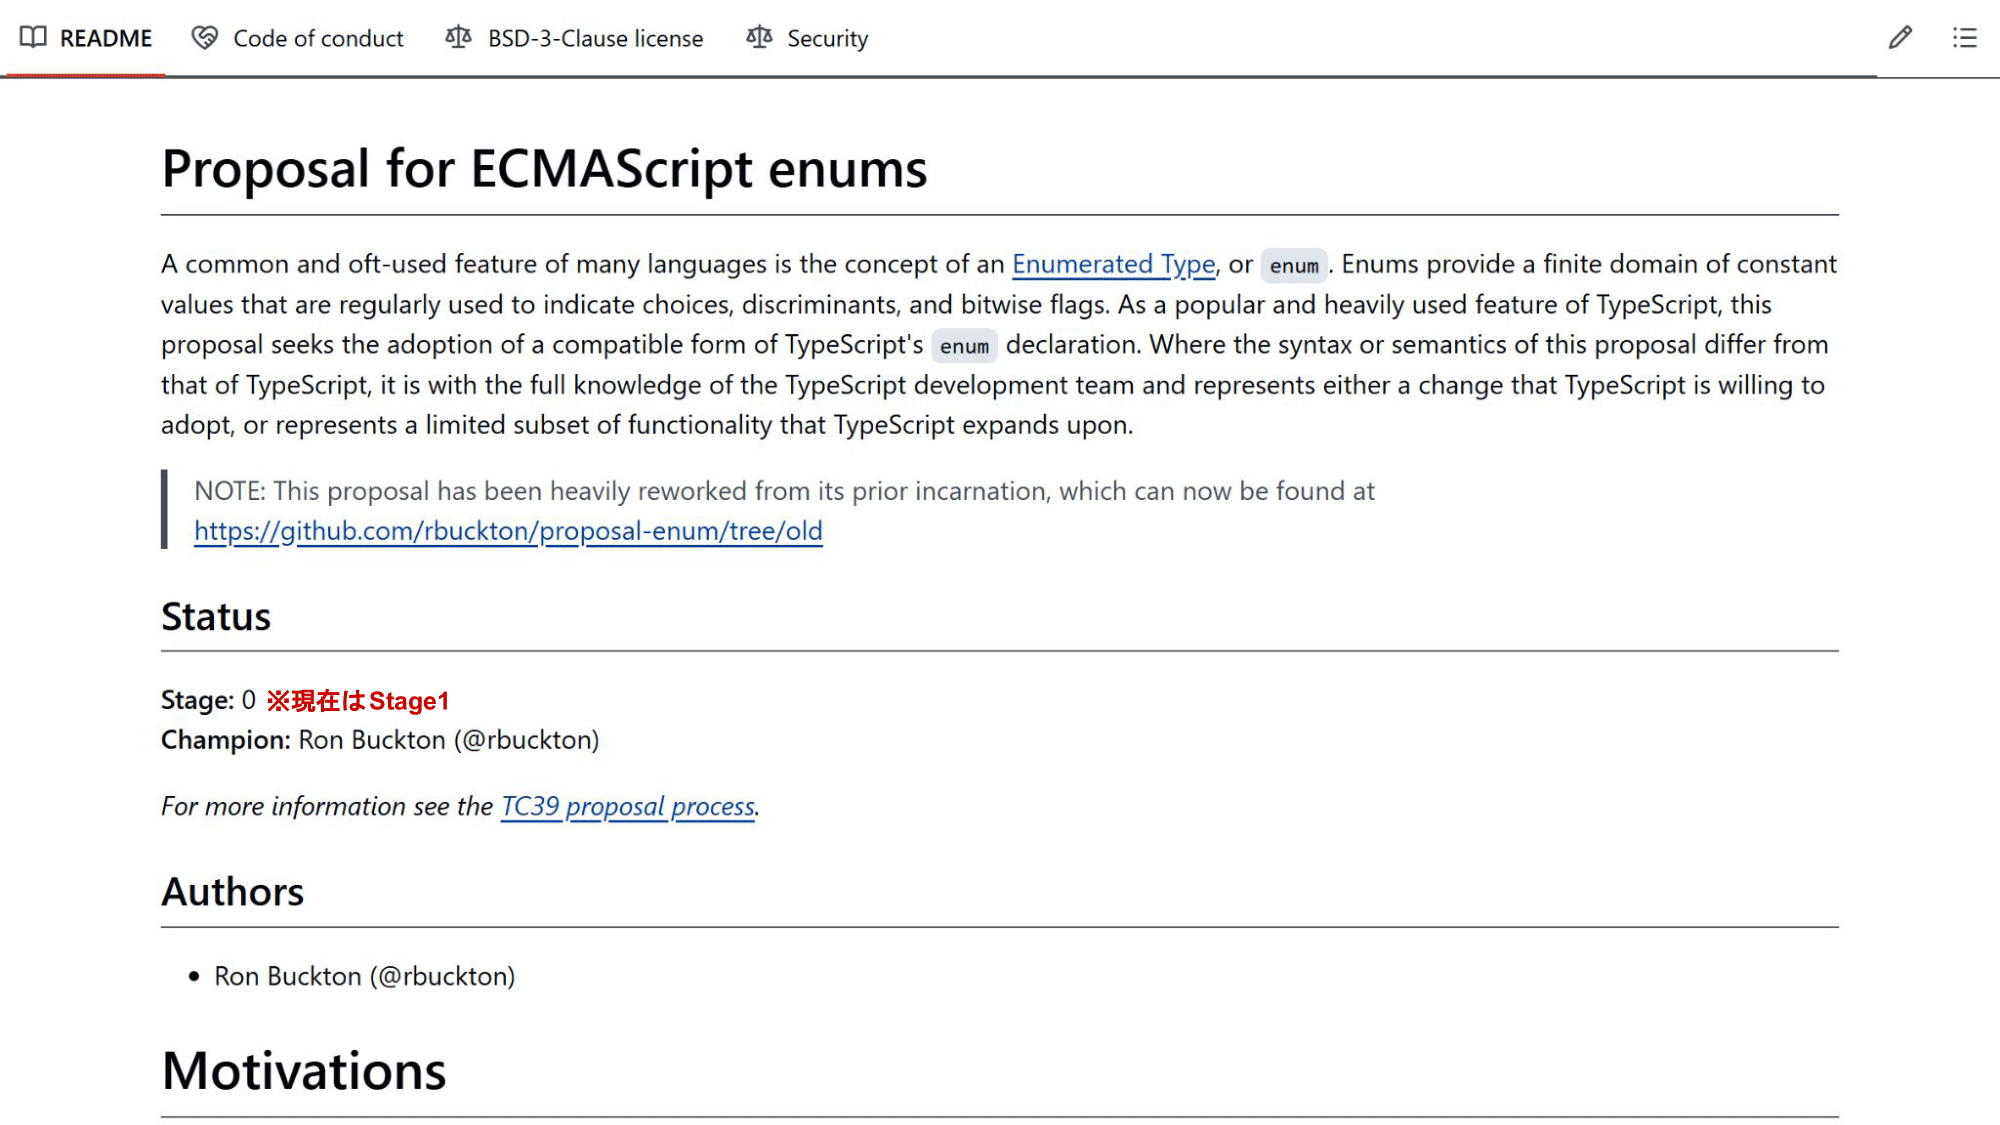 README Code of conduct BSD-3-Clause license Security
Proposal for ECMAScript enums
A common and oft-used feature of many languages is the concept of an Enumerated Type, or enum. Enums provide a finite domain of constant
values that are regularly used to indicate choices, discriminants, and bitwise flags. As a popular and heavily used feature of TypeScript, this
proposal seeks the adoption of a compatible form of TypeScript's enum declaration. Where the syntax or semantics of this proposal differ from
that of TypeScript, it is with the full knowledge of the TypeScript development team and represents either a change that TypeScript is willing to
adopt, or represents a limited subset of functionality that TypeScript expands upon.
NOTE: This proposal has been heavily reworked from its prior incarnation, which can now be found at
https://github.com/rbuckton/proposal-enum/tree/old
Status
Stage: 0 ※現在はStage1
Champion: Ron Buckton (@rbuckton)
For more information see the TC39 proposal process.
Authors
• Ron Buckton (@rbuckton)
Motivations